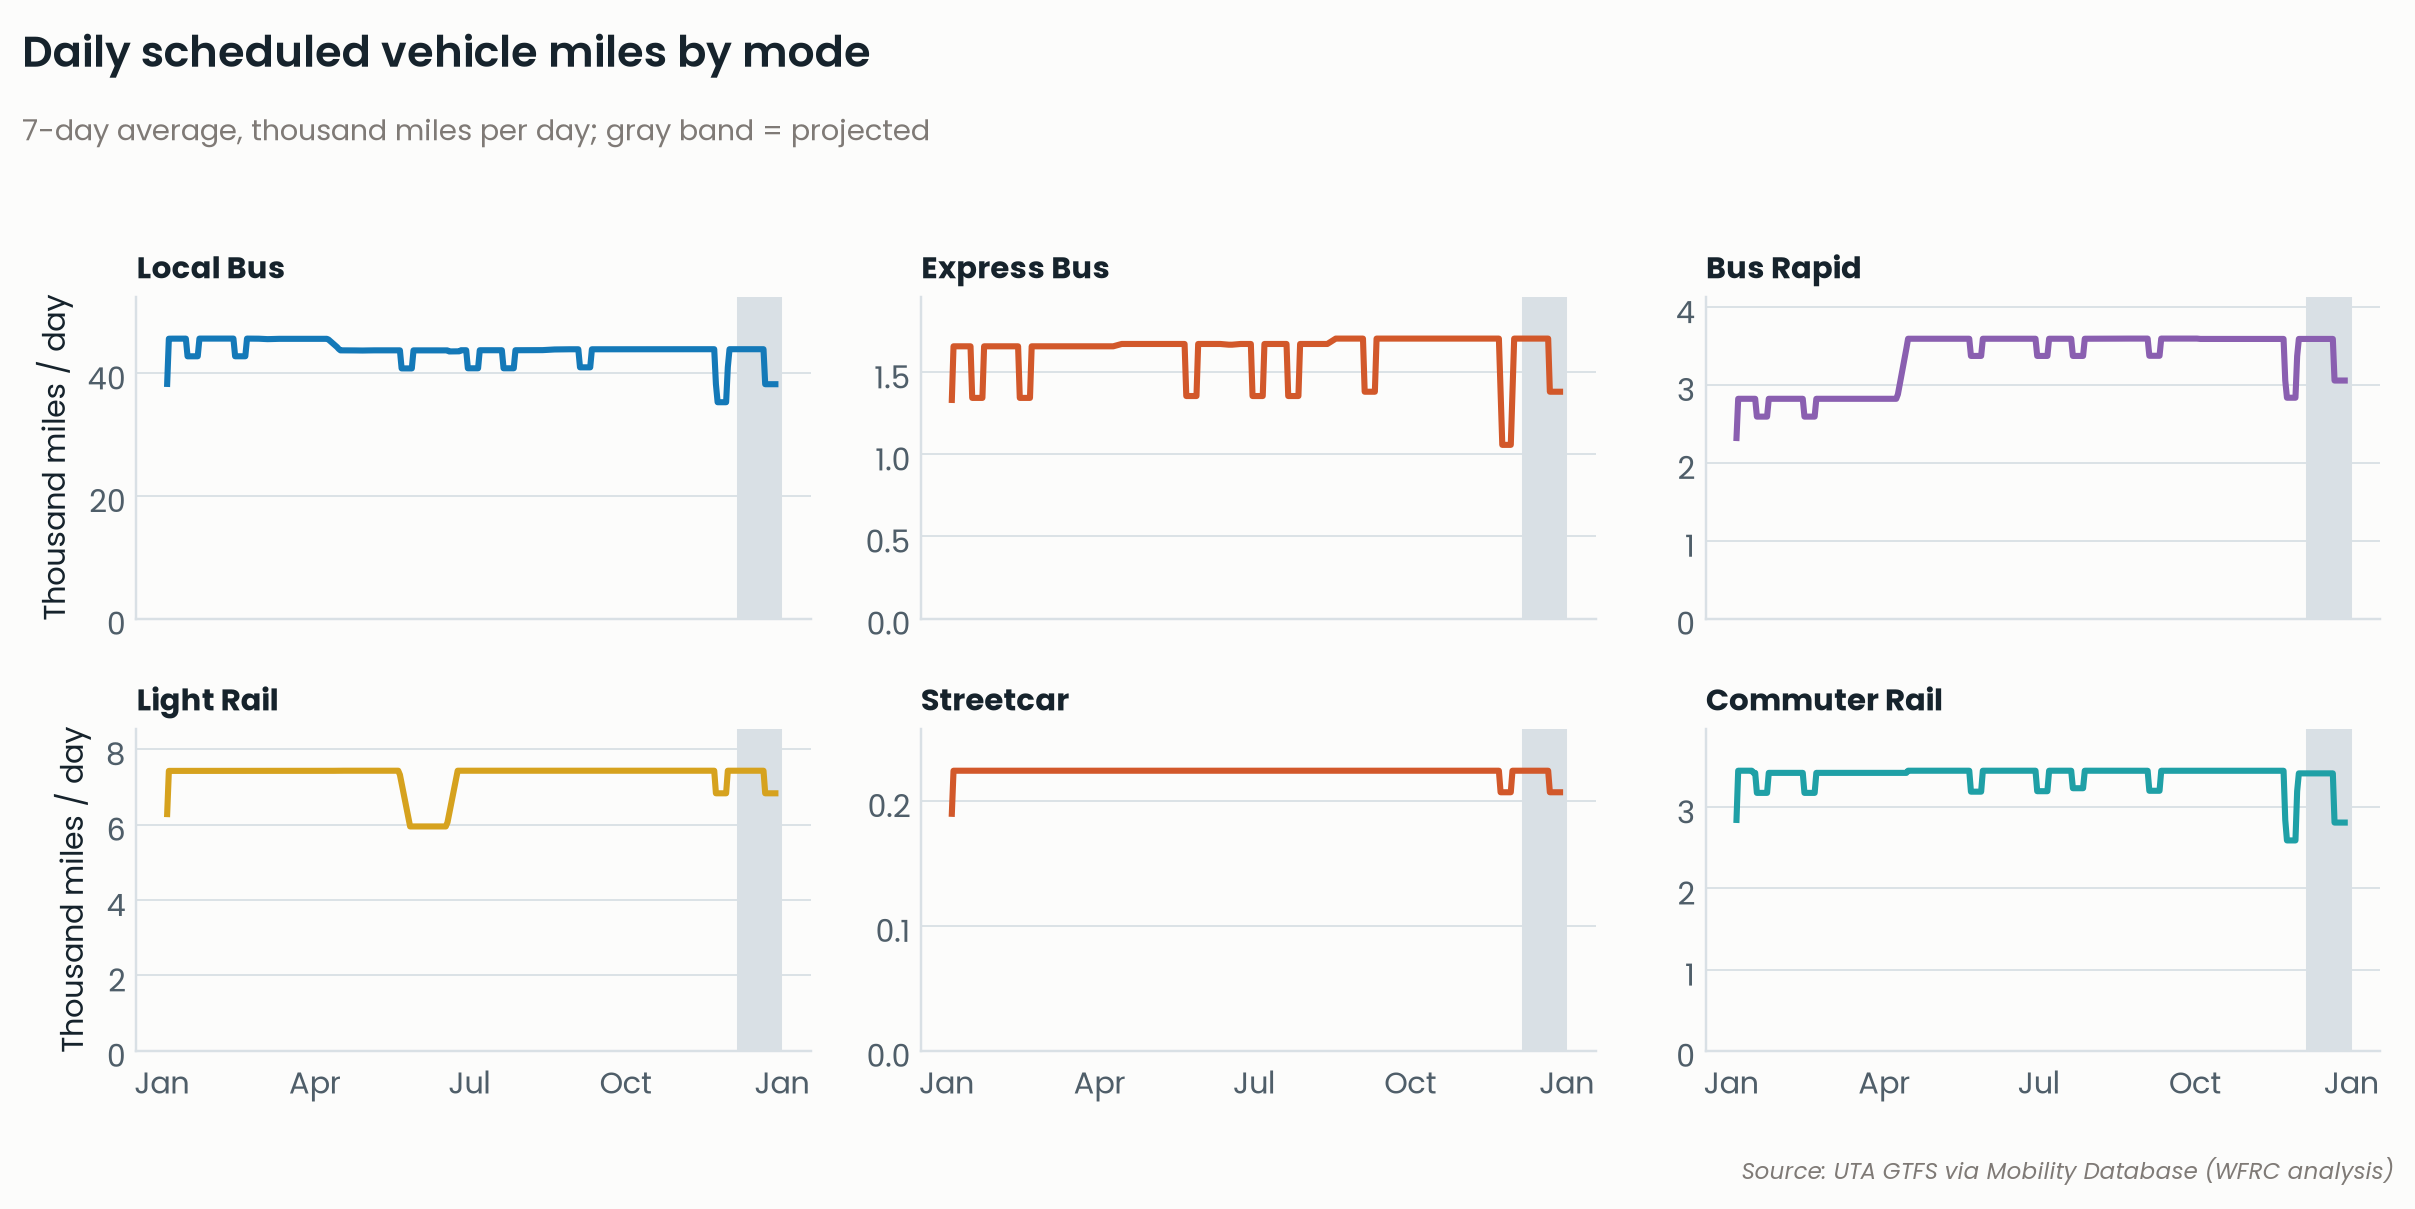 Daily scheduled vehicle miles by mode
7-day average, thousand miles per day; gray band = projected
Local Bus
Express Bus
Bus Rapid
Thousand miles / day
40
20
0
1.5
1.0
0.5
0.0
4
3
2
1
0
Light Rail
Streetcar
Commuter Rail
Thousand miles / day
8
6
4
2
0
0.2
0.1
0.0
3
2
1
0
Jan Apr Jul Oct Jan
Jan Apr Jul Oct Jan
Jan Apr Jul Oct Jan
Source: UTA GTFS via Mobility Database (WFRC analysis)